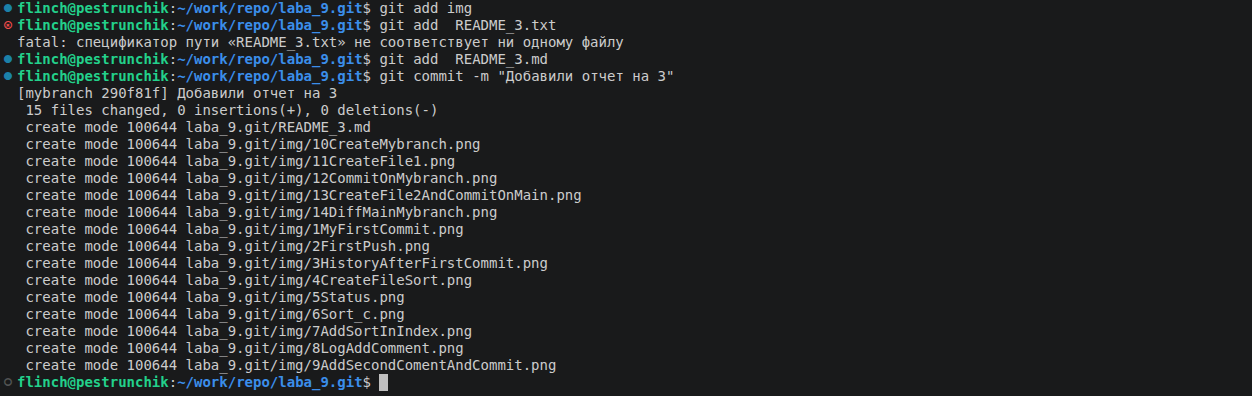 flinch@pestrunchik:~/work/repo/laba_9.git$ git add img
flinch@pestrunchik:~/work/repo/laba_9.git$ git add  README_3.txt
fatal: спецификатор пути «README_3.txt» не соответствует ни одному файлу
flinch@pestrunchik:~/work/repo/laba_9.git$ git add  README_3.md
flinch@pestrunchik:~/work/repo/laba_9.git$ git commit -m "Добавили отчет на 3"
[mybranch 290f81f] Добавили отчет на 3
 15 files changed, 0 insertions(+), 0 deletions(-)
 create mode 100644 laba_9.git/README_3.md
 create mode 100644 laba_9.git/img/10CreateMybranch.png
 create mode 100644 laba_9.git/img/11CreateFile1.png
 create mode 100644 laba_9.git/img/12CommitOnMybranch.png
 create mode 100644 laba_9.git/img/13CreateFile2AndCommitOnMain.png
 create mode 100644 laba_9.git/img/14DiffMainMybranch.png
 create mode 100644 laba_9.git/img/1MyFirstCommit.png
 create mode 100644 laba_9.git/img/2FirstPush.png
 create mode 100644 laba_9.git/img/3HistoryAfterFirstCommit.png
 create mode 100644 laba_9.git/img/4CreateFileSort.png
 create mode 100644 laba_9.git/img/5Status.png
 create mode 100644 laba_9.git/img/6Sort_c.png
 create mode 100644 laba_9.git/img/7AddSortInIndex.png
 create mode 100644 laba_9.git/img/8LogAddComment.png
 create mode 100644 laba_9.git/img/9AddSecondComentAndCommit.png
flinch@pestrunchik:~/work/repo/laba_9.git$